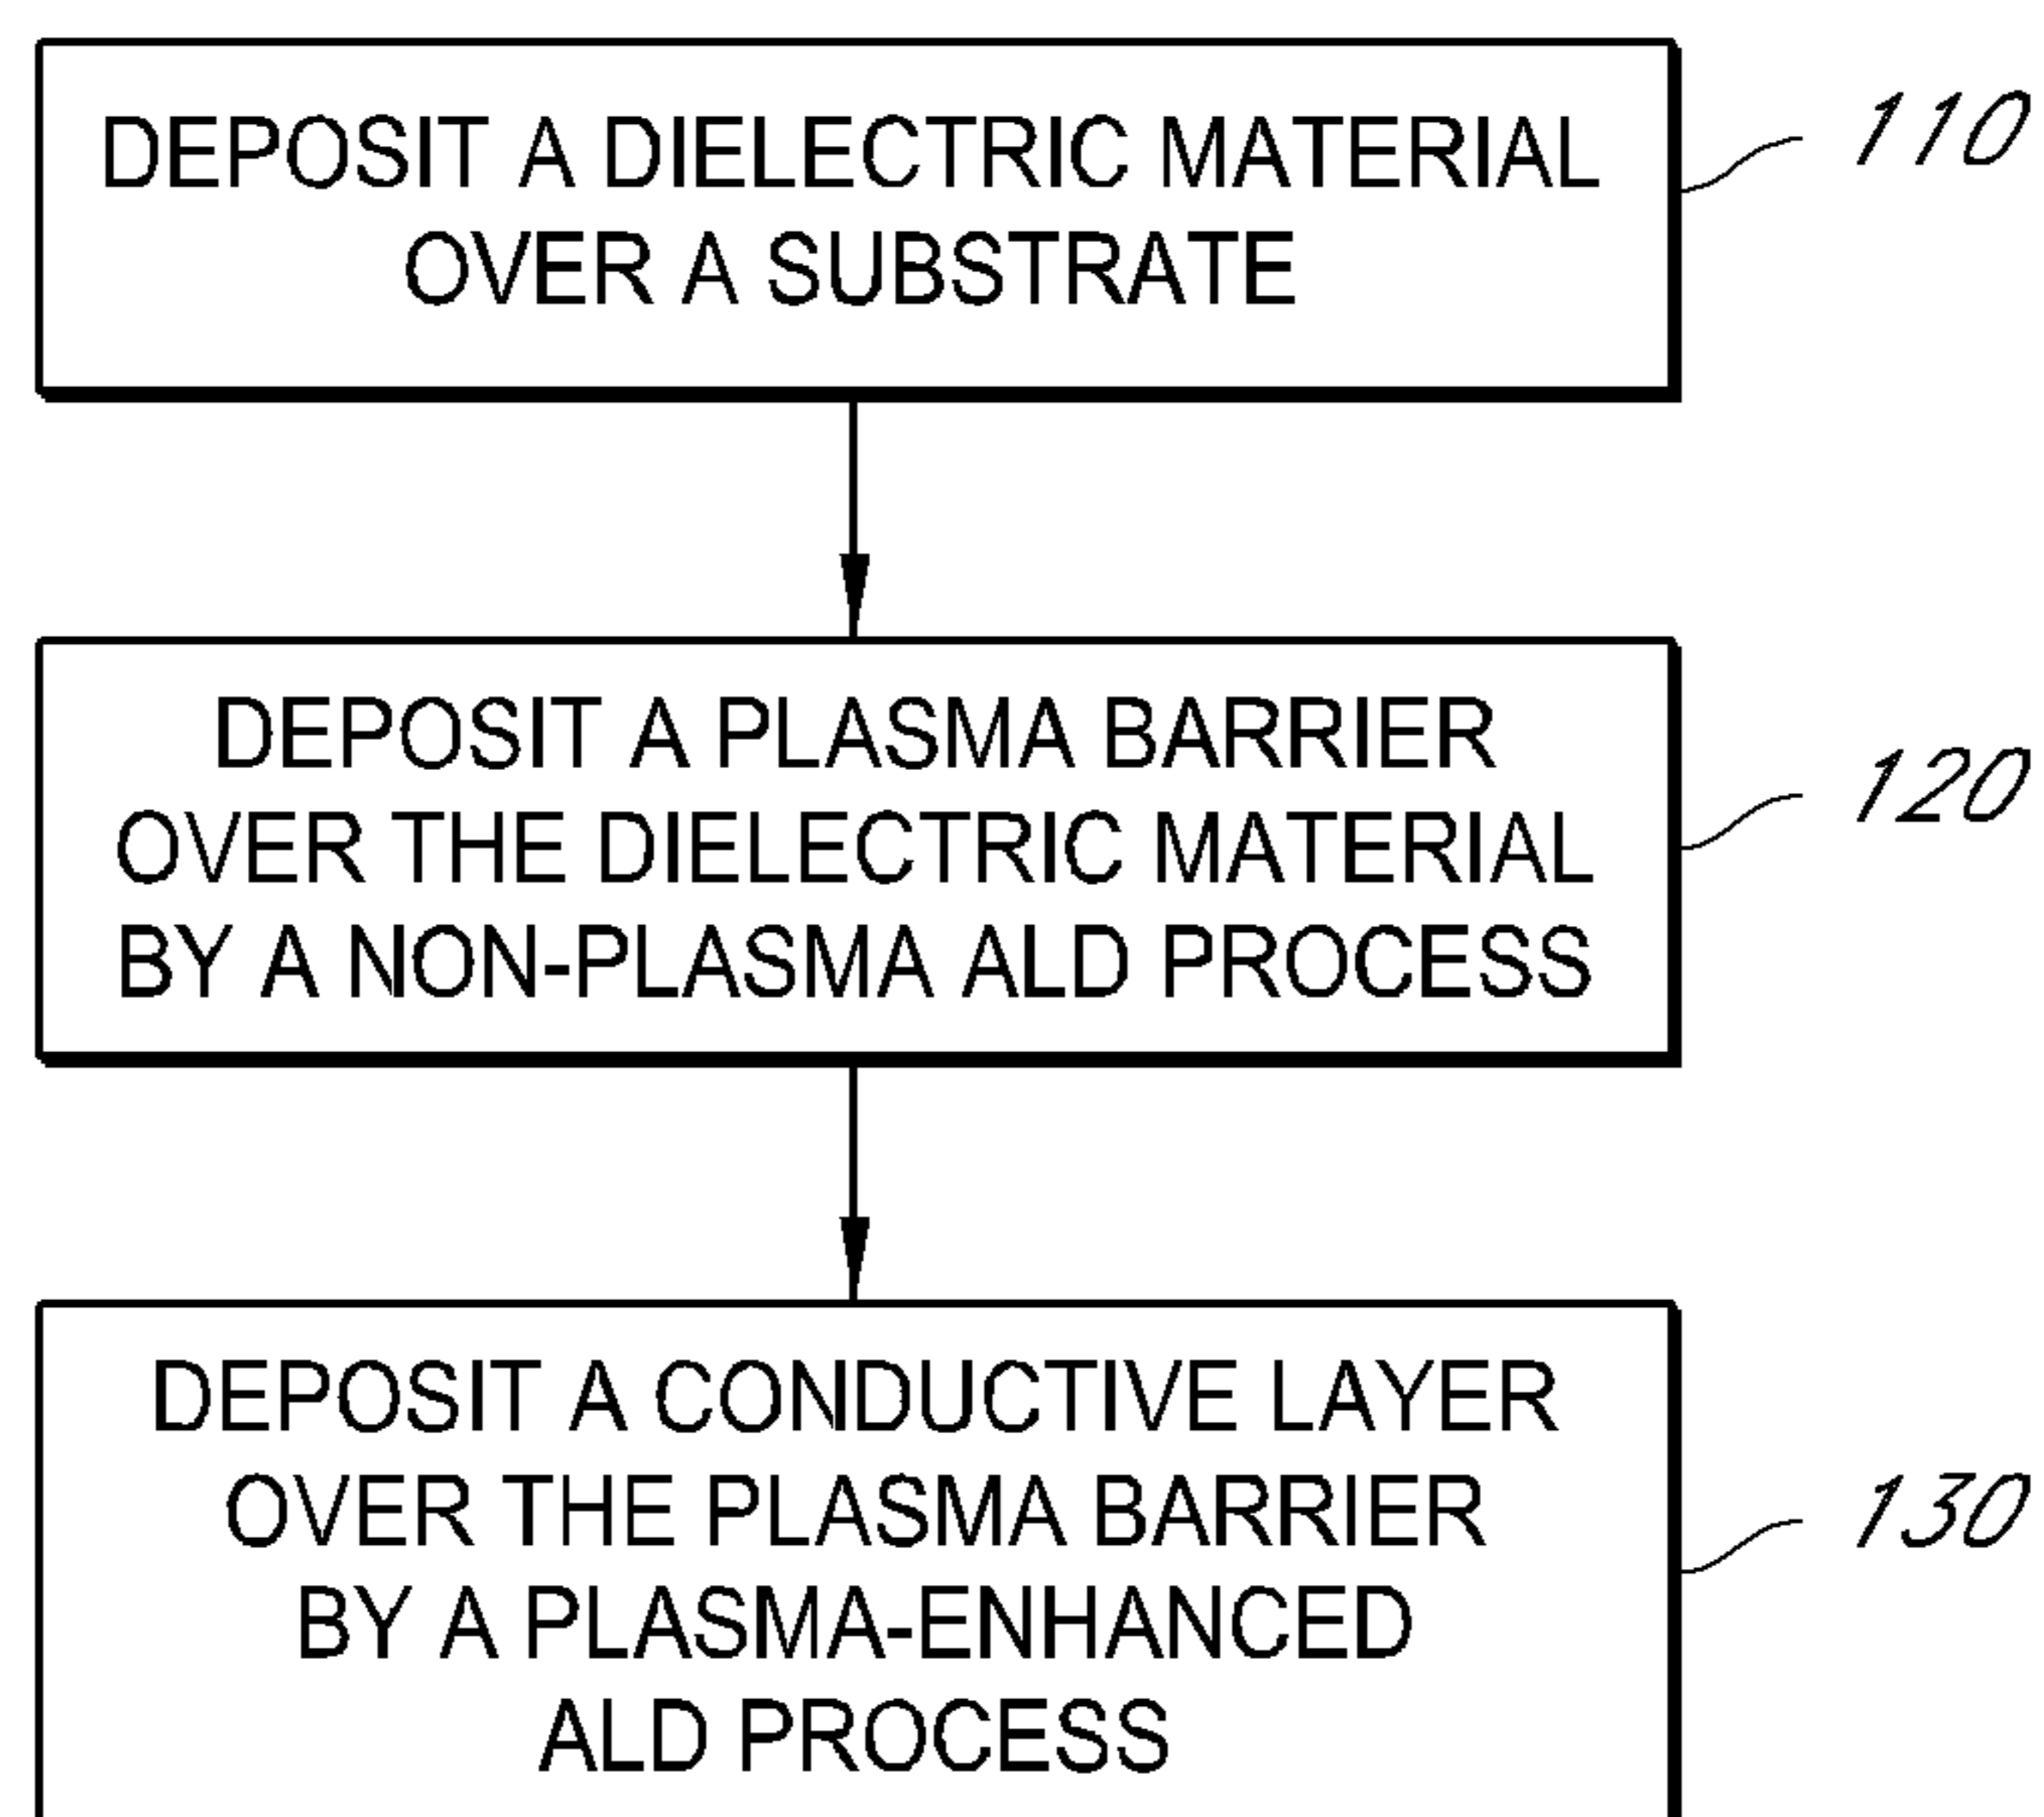 DEPOSIT A DIELECTRIC MATERIAL
OVER A SUBSTRATE
110
DEPOSIT A PLASMA BARRIER
OVER THE DIELECTRIC MATERIAL
BY A NON-PLASMA ALD PROCESS
120
DEPOSIT A CONDUCTIVE LAYER
OVER THE PLASMA BARRIER
BY A PLASMA-ENHANCED
ALD PROCESS
130